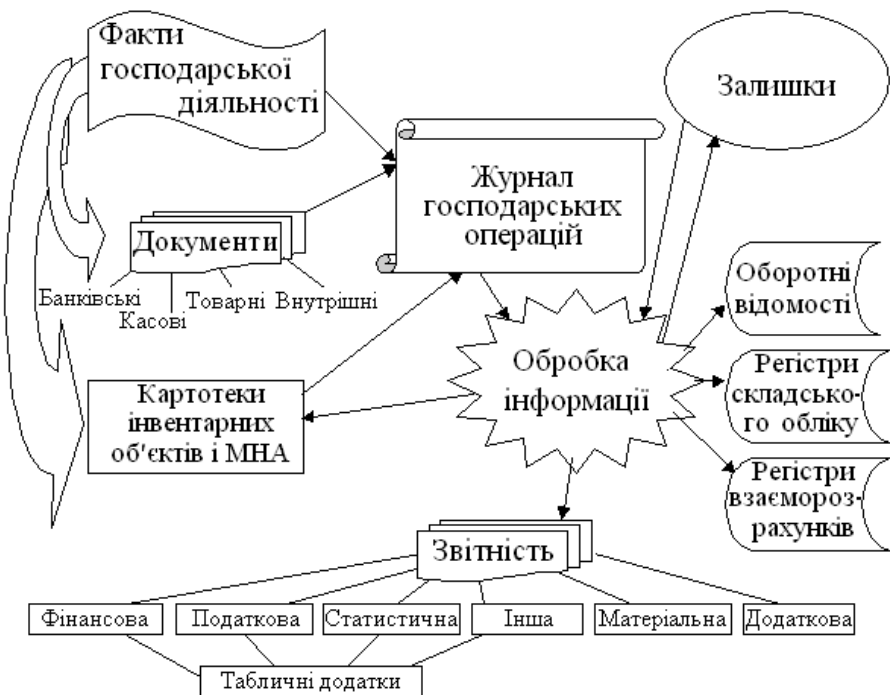 Факти
господарської
діяльності
Залишки
Журнал
господарських
операцій
Документи
Банківські
Касові
Товарні
Внутрішні
Оборотні
відомості
Обробка
інформації
Регістри
складсько-
го обліку
Картотеки
інвентарних
об'єктів і МНА
Регістри
взаємороз-
рахунків
Звітність
Фінансова
Податкова
Статистична
Інша
Матеріальна
Додаткова
Табличні додатки